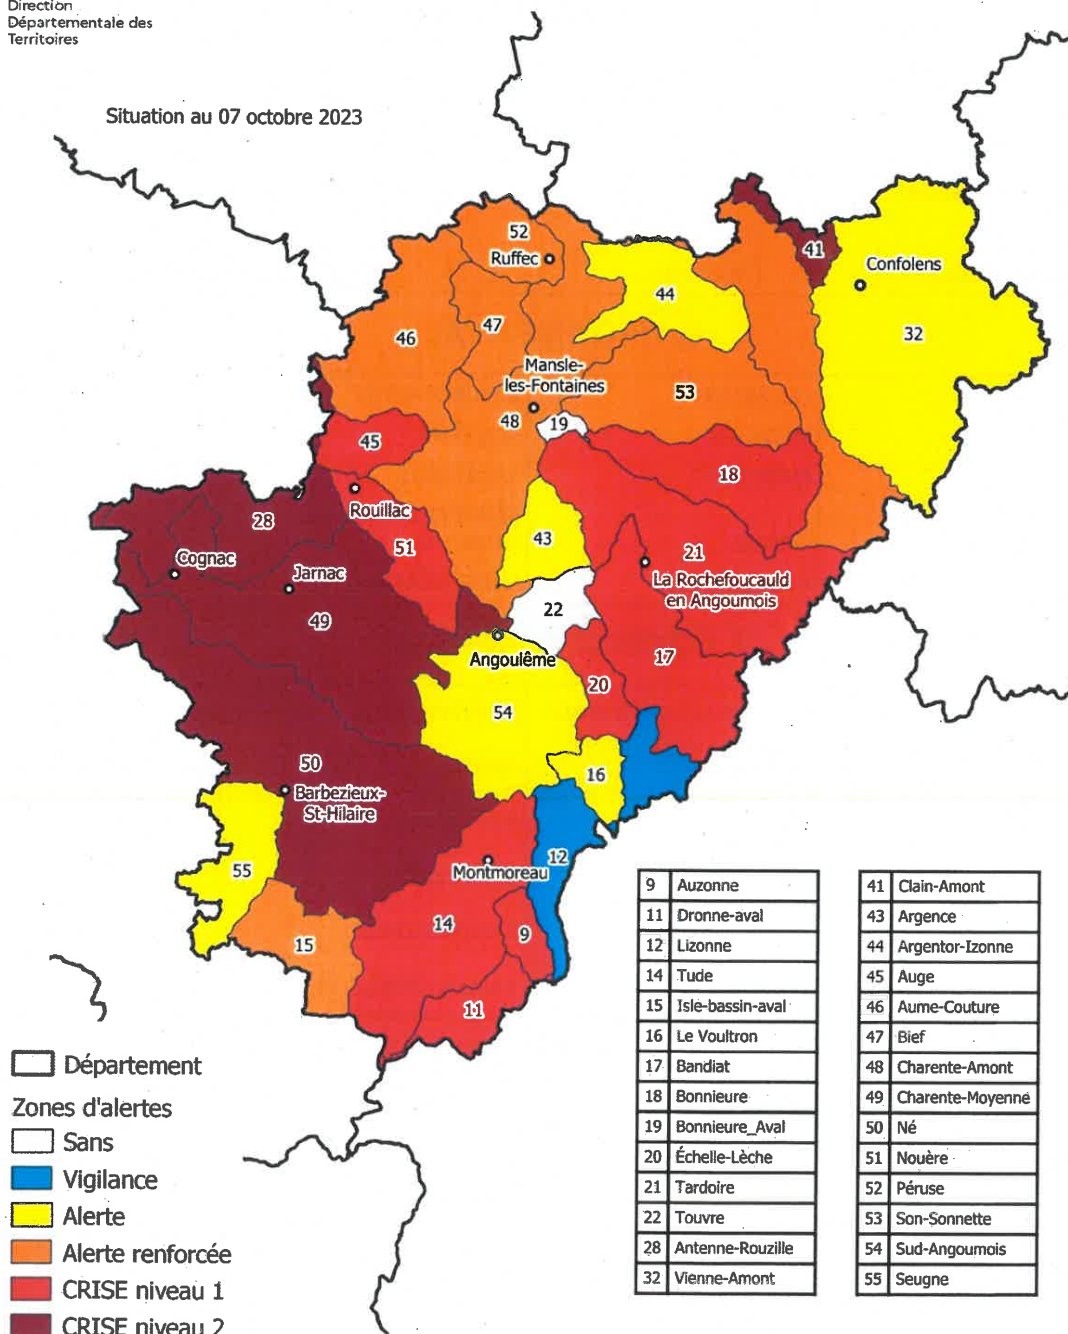 Direction
Départementale des
Territoires
Situation au 07 octobre 2023
52
Ruffec
41
Confolens
44
47
46
32
Mansle-
les-Fontaines
53
48
19
45
18
Rouillac
28
51
43
21
Cognac
Jarnac
La Rochefoucauld
en Angoumois
22
49
Angoulême
17
20
54
50
16
Barbezieux-
St-Hilaire
12
55
Montmoreau
14
9
15
11
9 Auzonne
11 Dronne-aval
12 Lizonne
14 Tude
15 Isle-bassin-aval
16 Le Voultron
17 Bandiat
18 Bonnieure
19 Bonnieure_Aval
20 Échelle-Lèche
21 Tardoire
22 Touvre
28 Antenne-Rouzille
32 Vienne-Amont
41 Clain-Amont
43 Argence
44 Argentor-Izonne
45 Auge
46 Aume-Couture
47 Bief
48 Charente-Amont
49 Charente-Moyenne
50 Né
51 Nouère
52 Péruse
53 Son-Sonnette
54 Sud-Angoumois
55 Seugne
Département
Zones d'alertes
Sans
Vigilance
Alerte
Alerte renforcée
CRISE niveau 1
CRISE niveau 2